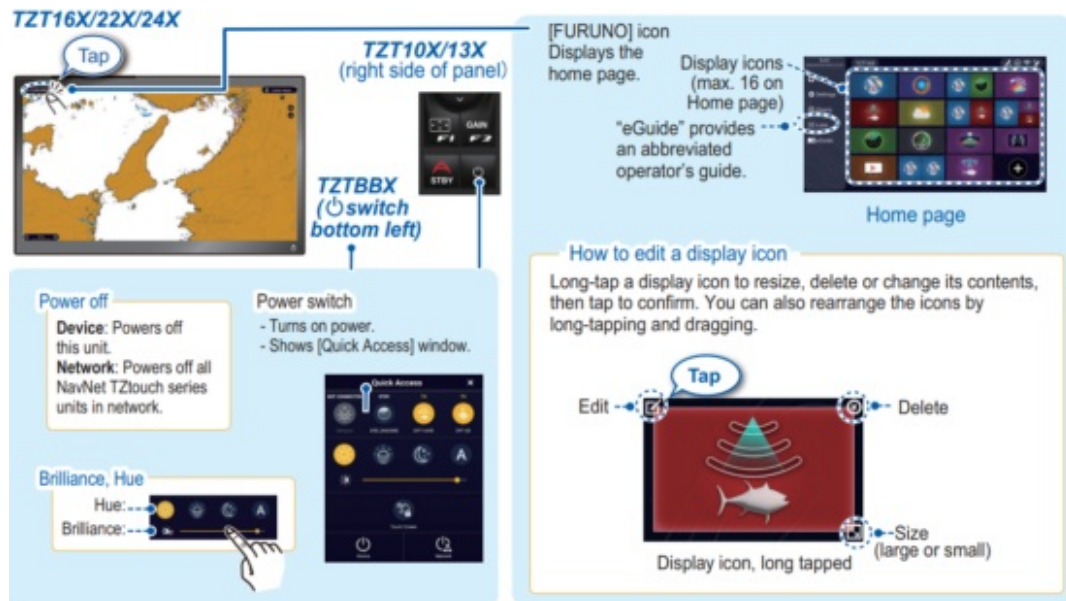 TZT16X/22X/24X
Tap
TZT10X/13X
(right side of panel)
GAIN
F1 F2
STBY
TZTBBX
(⏻switch
bottom left)
[FURUNO] icon
Displays the
home page.
Display icons
(max. 16 on
Home page)
"eGuide" provides
an abbreviated
operator's guide.
Home page
Power off
Device: Powers off
this unit.
Network: Powers off all
NavNet TZtouch series
units in network.
Power switch
- Turns on power.
- Shows [Quick Access] window.
Quick Access
A
Touch Screen
Brilliance, Hue
Hue:
A
Brilliance:
How to edit a display icon
Long-tap a display icon to resize, delete or change its contents,
then tap to confirm. You can also rearrange the icons by
long-tapping and dragging.
Tap
Edit
Delete
Size
(large or small)
Display icon, long tapped